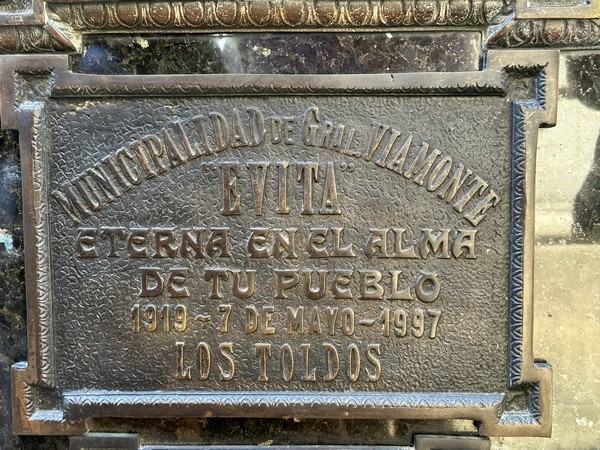 MUNICIPALIDAD DE GRAL. VIAMONTE
"EVITA"
ETERNA EN EL ALMA
DE TU PUEBLO
1919 - 7 DE MAYO - 1997
LOS TOLDOS